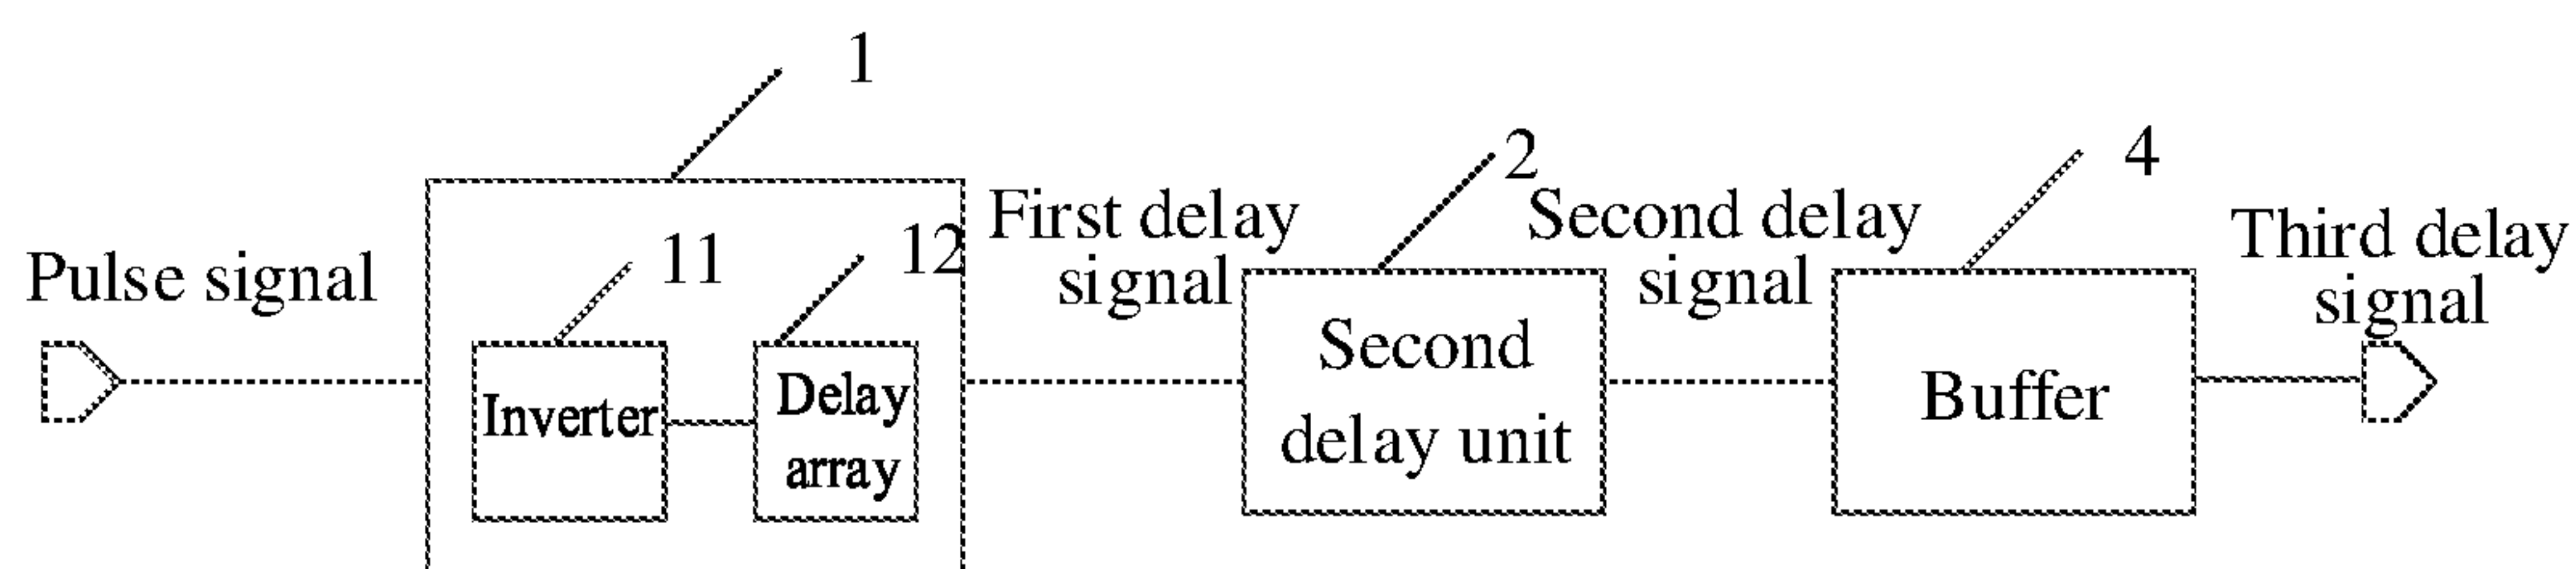 1
2
4
Pulse signal
11
12
First delay
signal
Second delay
signal
Third delay
signal
Inverter
Delay
array
Second
delay unit
Buffer